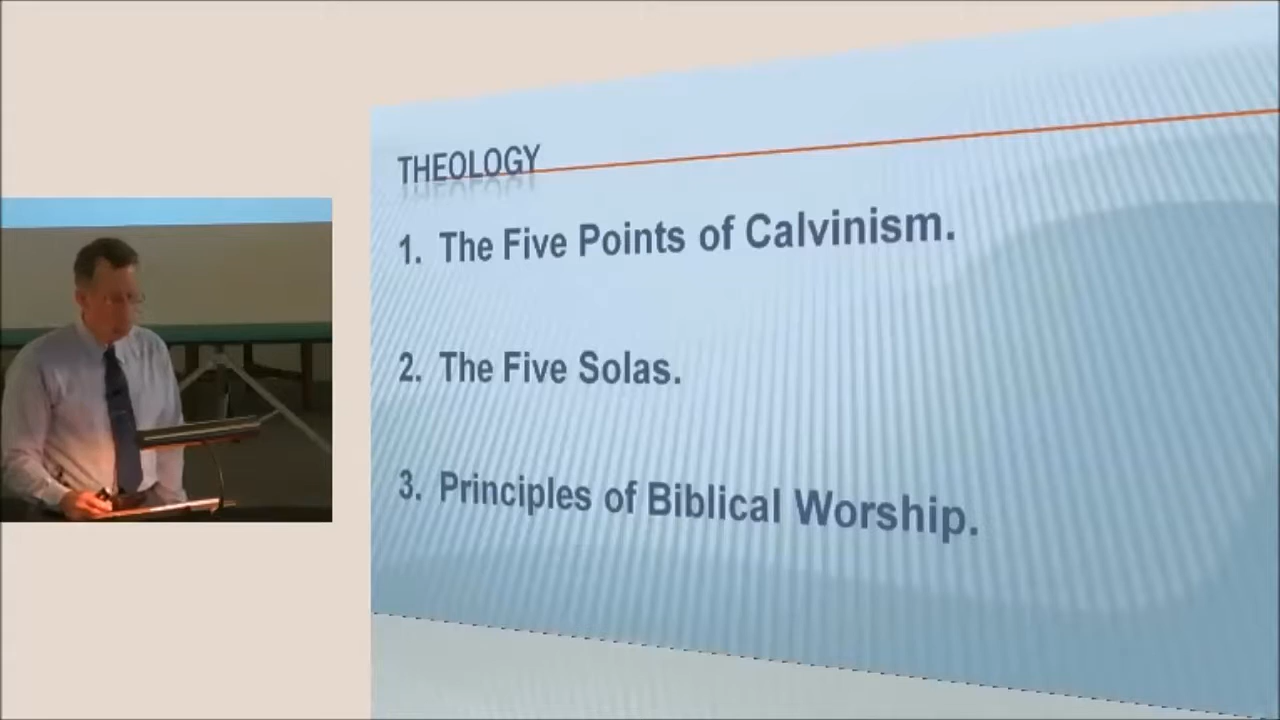 THEOLOGY
1. The Five Points of Calvinism.
2. The Five Solas.
3. Principles of Biblical Worship.